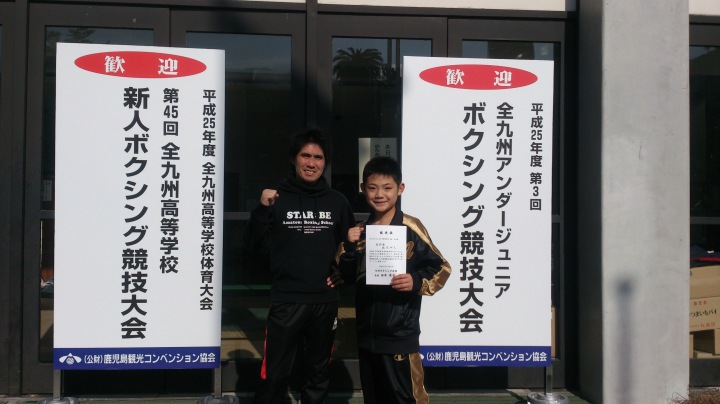 歓迎
平成25年度 全九州高等学校体育大会
第45回 全九州高等学校
新人ボクシング競技大会
(公財)鹿児島観光コンベンション協会
歓迎
平成25年度 第3回
全九州アンダージュニア
ボクシング競技大会
(公財)鹿児島観光コンベンション協会
STAR BE
Amateur Boxing School